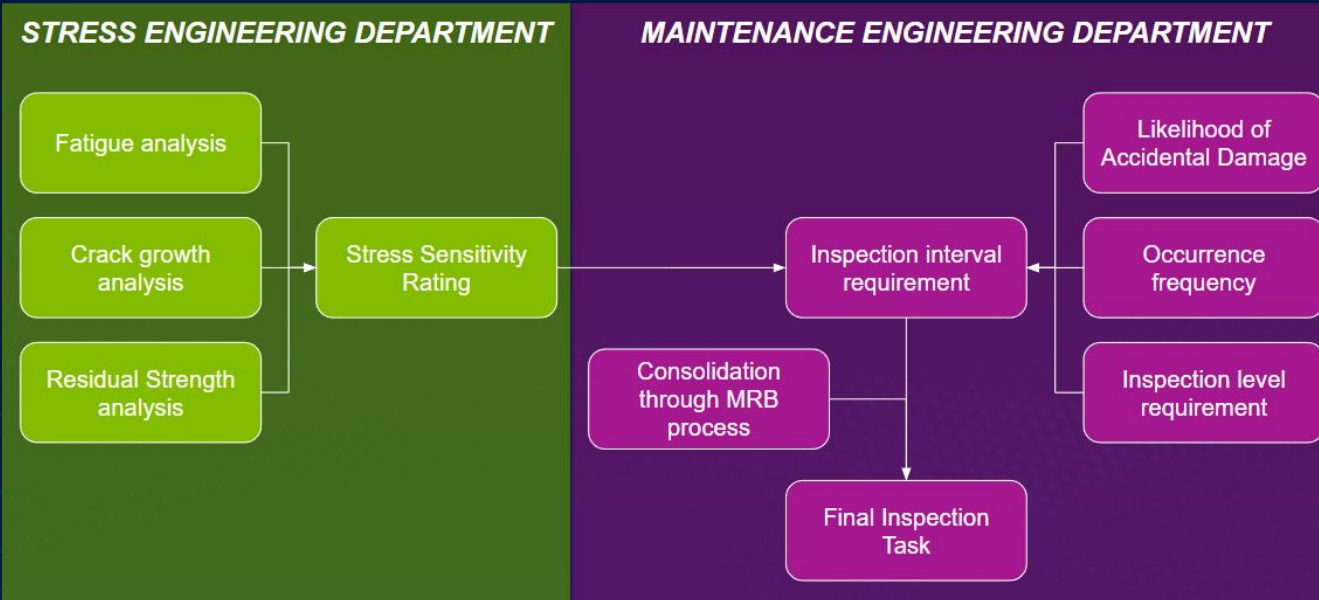 STRESS ENGINEERING DEPARTMENT
MAINTENANCE ENGINEERING DEPARTMENT
Fatigue analysis
Crack growth
analysis
Residual Strength
analysis
Stress Sensitivity
Rating
Inspection interval
requirement
Consolidation
through MRB
process
Final Inspection
Task
Likelihood of
Accidental Damage
Occurrence
frequency
Inspection level
requirement